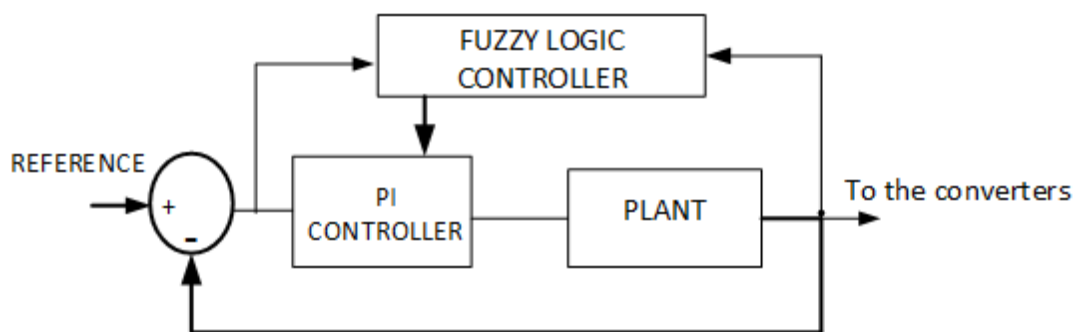 FUZZY LOGIC
CONTROLLER
REFERENCE
+
-
PI
CONTROLLER
PLANT
To the converters